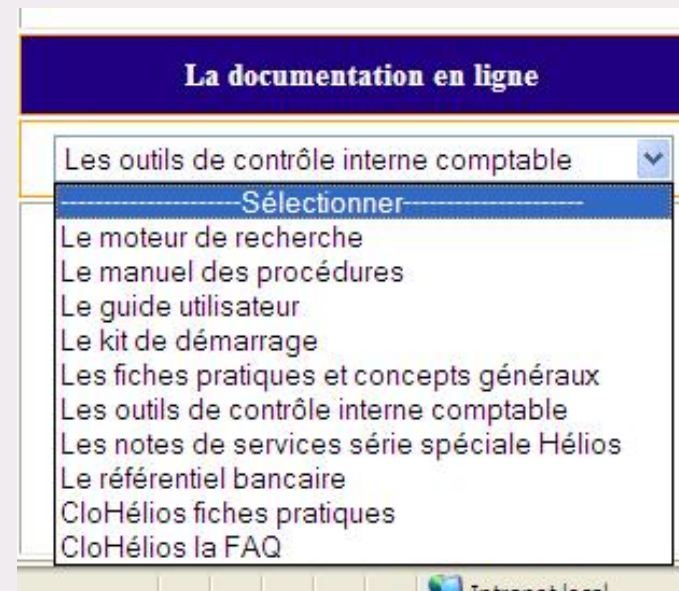 La documentation en ligne
Les outils de contrôle interne comptable
---------------------Sélectionner---------------------
Le moteur de recherche
Le manuel des procédures
Le guide utilisateur
Le kit de démarrage
Les fiches pratiques et concepts généraux
Les outils de contrôle interne comptable
Les notes de services série spéciale Hélios
Le référentiel bancaire
CloHélios fiches pratiques
CloHélios la FAQ
Intranet local